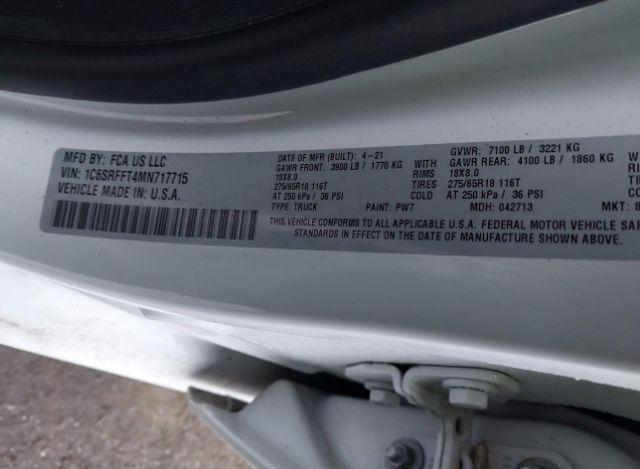 MFD BY: FCA US LLC
VIN: 1C6SRFFT4MN717715
VEHICLE MADE IN: U.S.A.
DATE OF MFR (BUILT): 4-21
GVWR: 7100 LB / 3221 KG
GAWR FRONT: 3900 LB / 1770 KG WITH GAWR REAR: 4100 LB / 1860 KG
18X8.0 RIMS 18X8.0
275/65R18 116T TIRES 275/65R18 116T
AT 250 kPa / 36 PSI COLD AT 250 kPa / 36 PSI
TYPE: TRUCK PAINT: PW7 MDH: 042713 MKT: 8
THIS VEHICLE CONFORMS TO ALL APPLICABLE U.S.A. FEDERAL MOTOR VEHICLE SAF
STANDARDS IN EFFECT ON THE DATE OF MANUFACTURE SHOWN ABOVE.